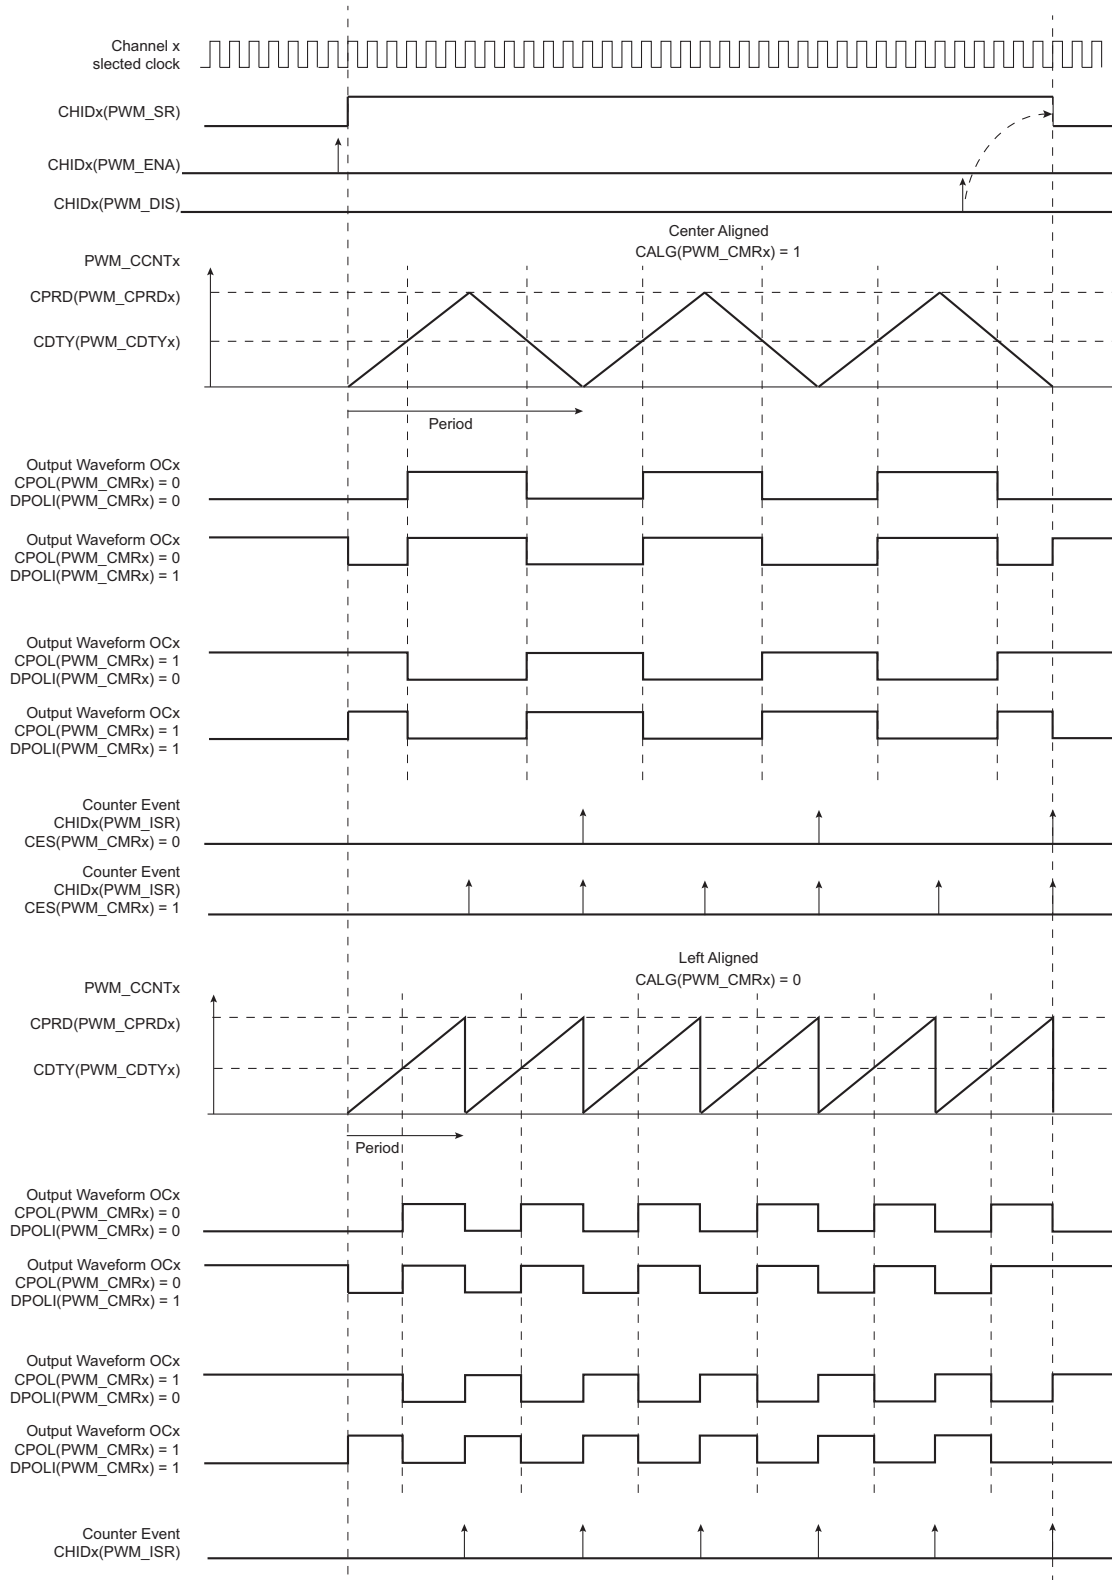 Channel x
slected clock
CHIDx(PWM_SR)
CHIDx(PWM_ENA)
CHIDx(PWM_DIS)
Center Aligned
CALG(PWM_CMRx) = 1
PWM_CCNTx
CPRD(PWM_CPRDx)
CDTY(PWM_CDTYx)
Period
Output Waveform OCx
CPOL(PWM_CMRx) = 0
DPOLI(PWM_CMRx) = 0
Output Waveform OCx
CPOL(PWM_CMRx) = 0
DPOLI(PWM_CMRx) = 1
Output Waveform OCx
CPOL(PWM_CMRx) = 1
DPOLI(PWM_CMRx) = 0
Output Waveform OCx
CPOL(PWM_CMRx) = 1
DPOLI(PWM_CMRx) = 1
Counter Event
CHIDx(PWM_ISR)
CES(PWM_CMRx) = 0
Counter Event
CHIDx(PWM_ISR)
CES(PWM_CMRx) = 1
Left Aligned
CALG(PWM_CMRx) = 0
PWM_CCNTx
CPRD(PWM_CPRDx)
CDTY(PWM_CDTYx)
Period
Output Waveform OCx
CPOL(PWM_CMRx) = 0
DPOLI(PWM_CMRx) = 0
Output Waveform OCx
CPOL(PWM_CMRx) = 0
DPOLI(PWM_CMRx) = 1
Output Waveform OCx
CPOL(PWM_CMRx) = 1
DPOLI(PWM_CMRx) = 0
Output Waveform OCx
CPOL(PWM_CMRx) = 1
DPOLI(PWM_CMRx) = 1
Counter Event
CHIDx(PWM_ISR)